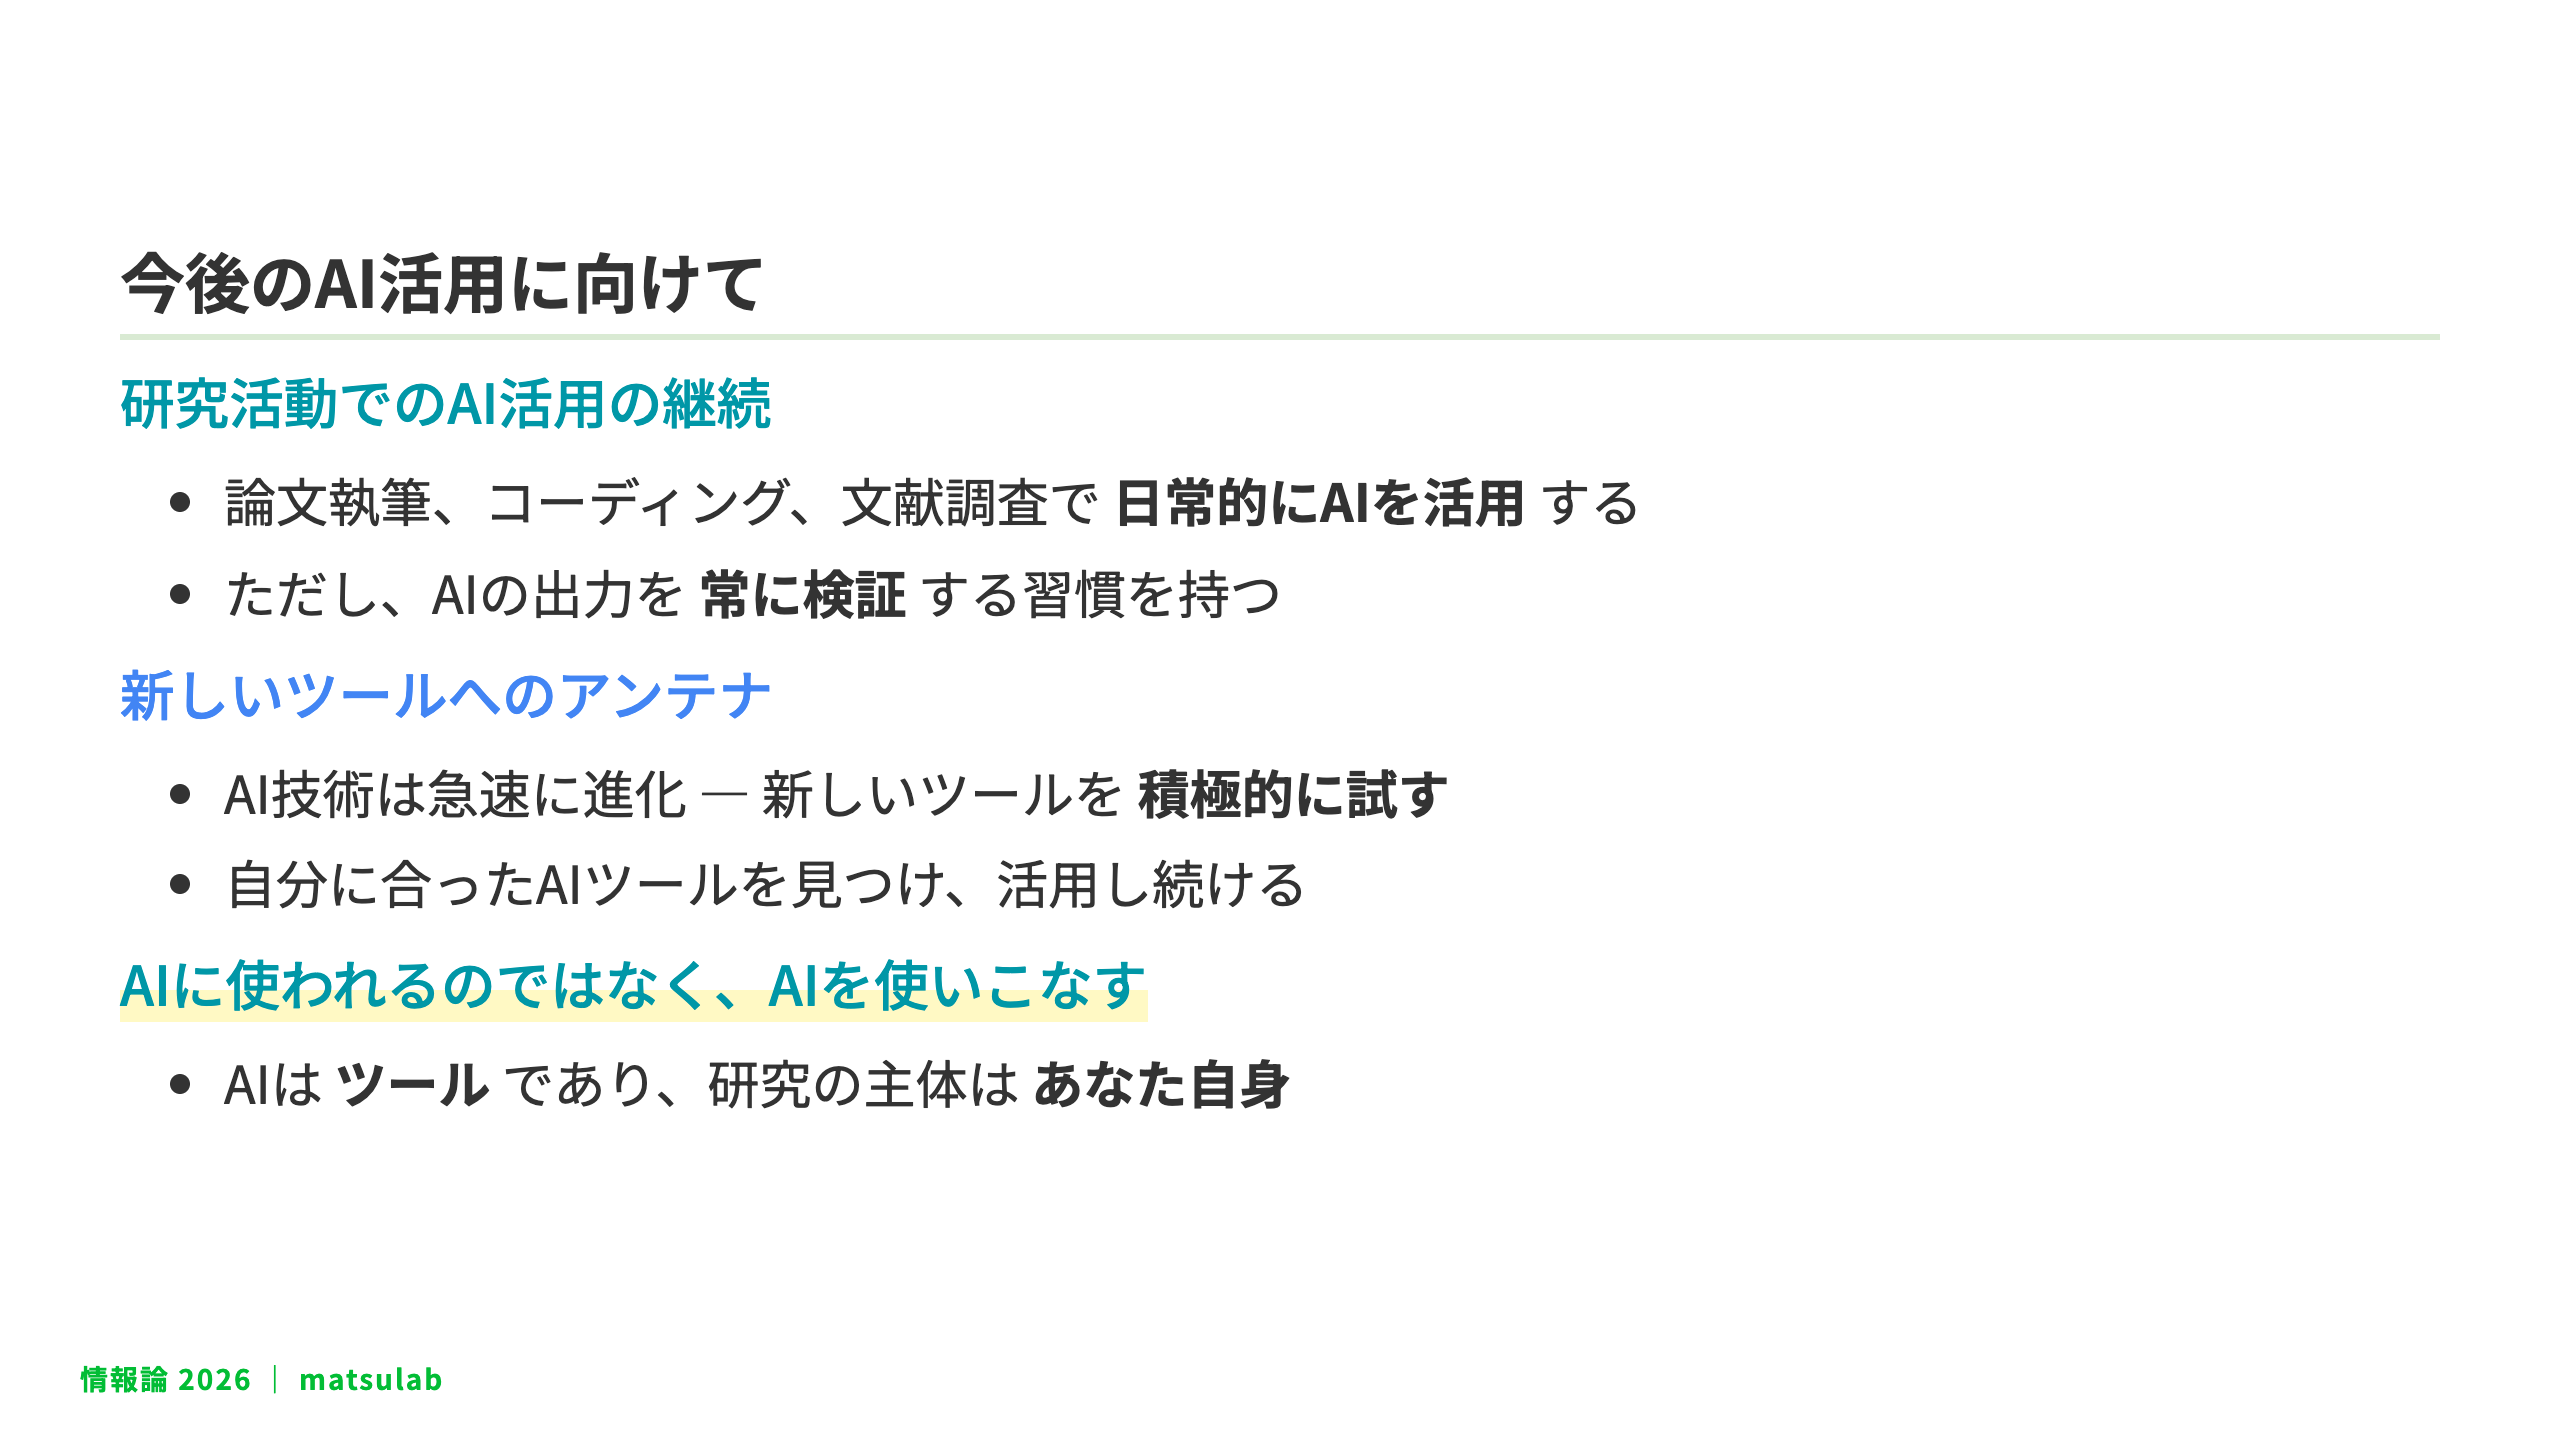 今後のAI活用に向けて
研究活動でのAI活用の継続
• 論文執筆、コーディング、文献調査で 日常的にAIを活用 する
• ただし、AIの出力を 常に検証 する習慣を持つ
新しいツールへのアンテナ
• AI技術は急速に進化 — 新しいツールを 積極的に試す
• 自分に合ったAIツールを見つけ、活用し続ける
AIに使われるのではなく、AIを使いこなす
• AIは ツール であり、研究の主体は あなた自身
情報論 2026 ｜ matsulab